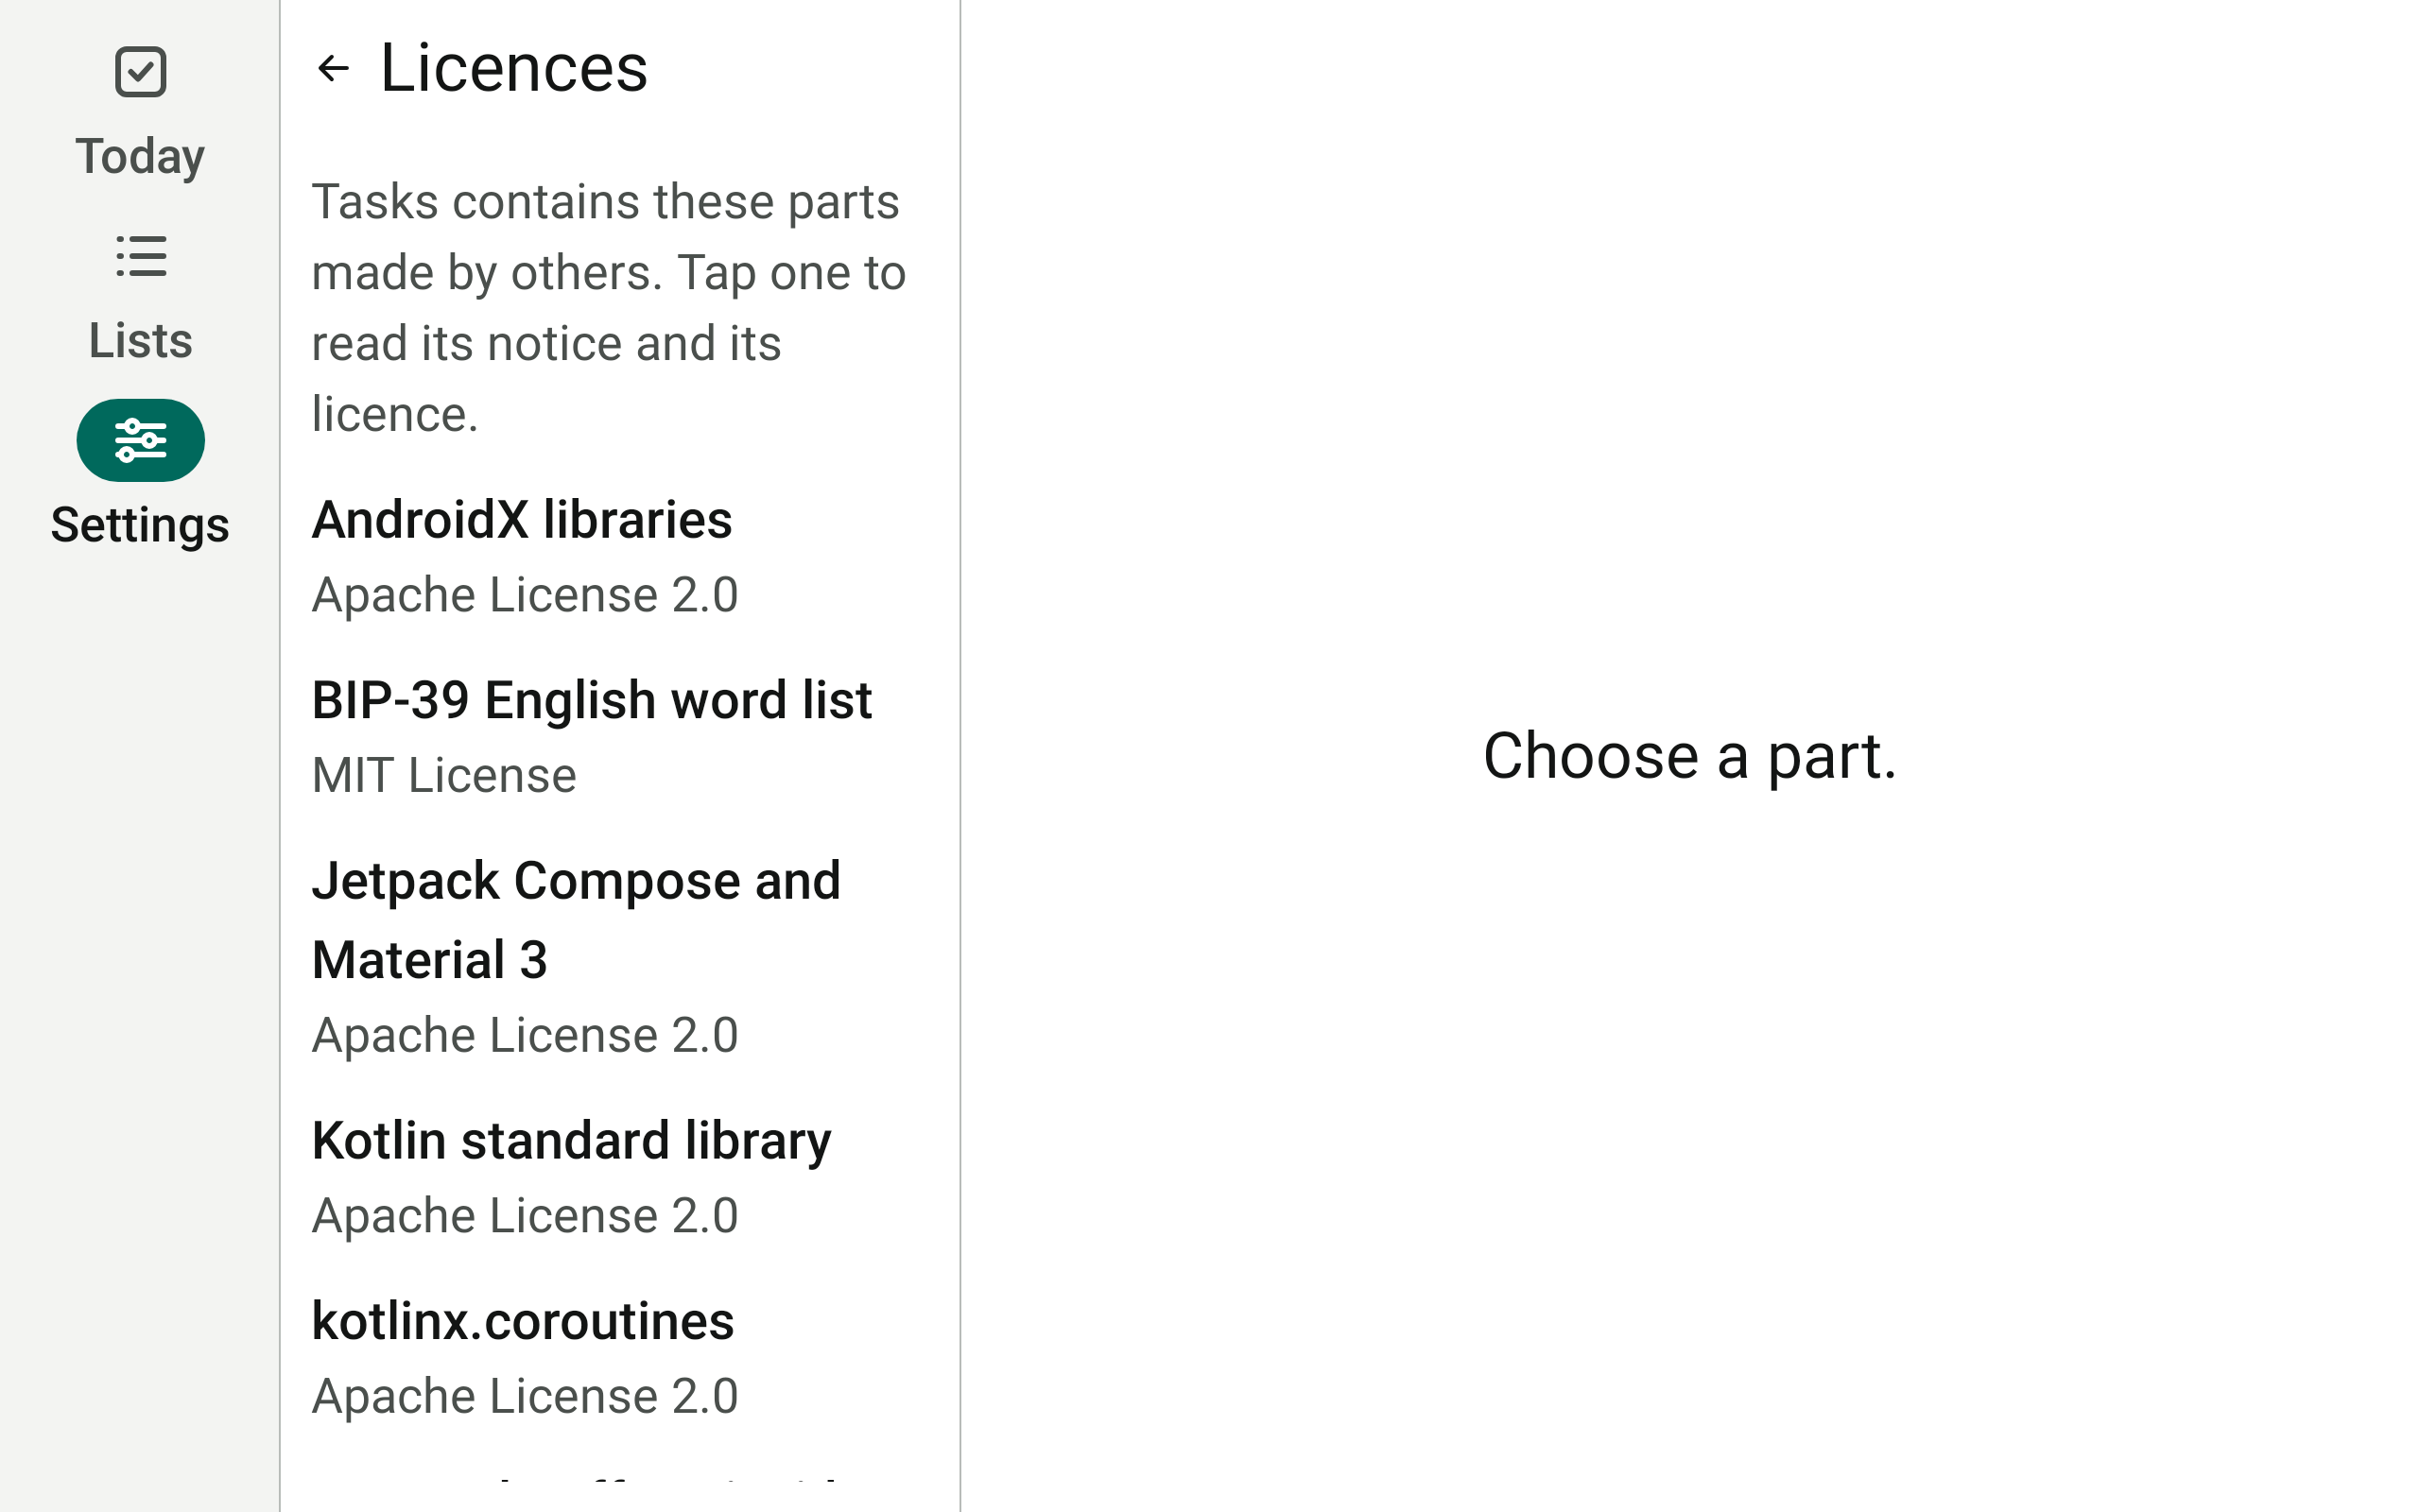 Today
Lists
Settings
Licences
Tasks contains these parts
made by others. Tap one to
read its notice and its
licence.
AndroidX libraries
Apache License 2.0
BIP-39 English word list
MIT License
Jetpack Compose and
Material 3
Apache License 2.0
Kotlin standard library
Apache License 2.0
kotlinx.coroutines
Apache License 2.0
Choose a part.